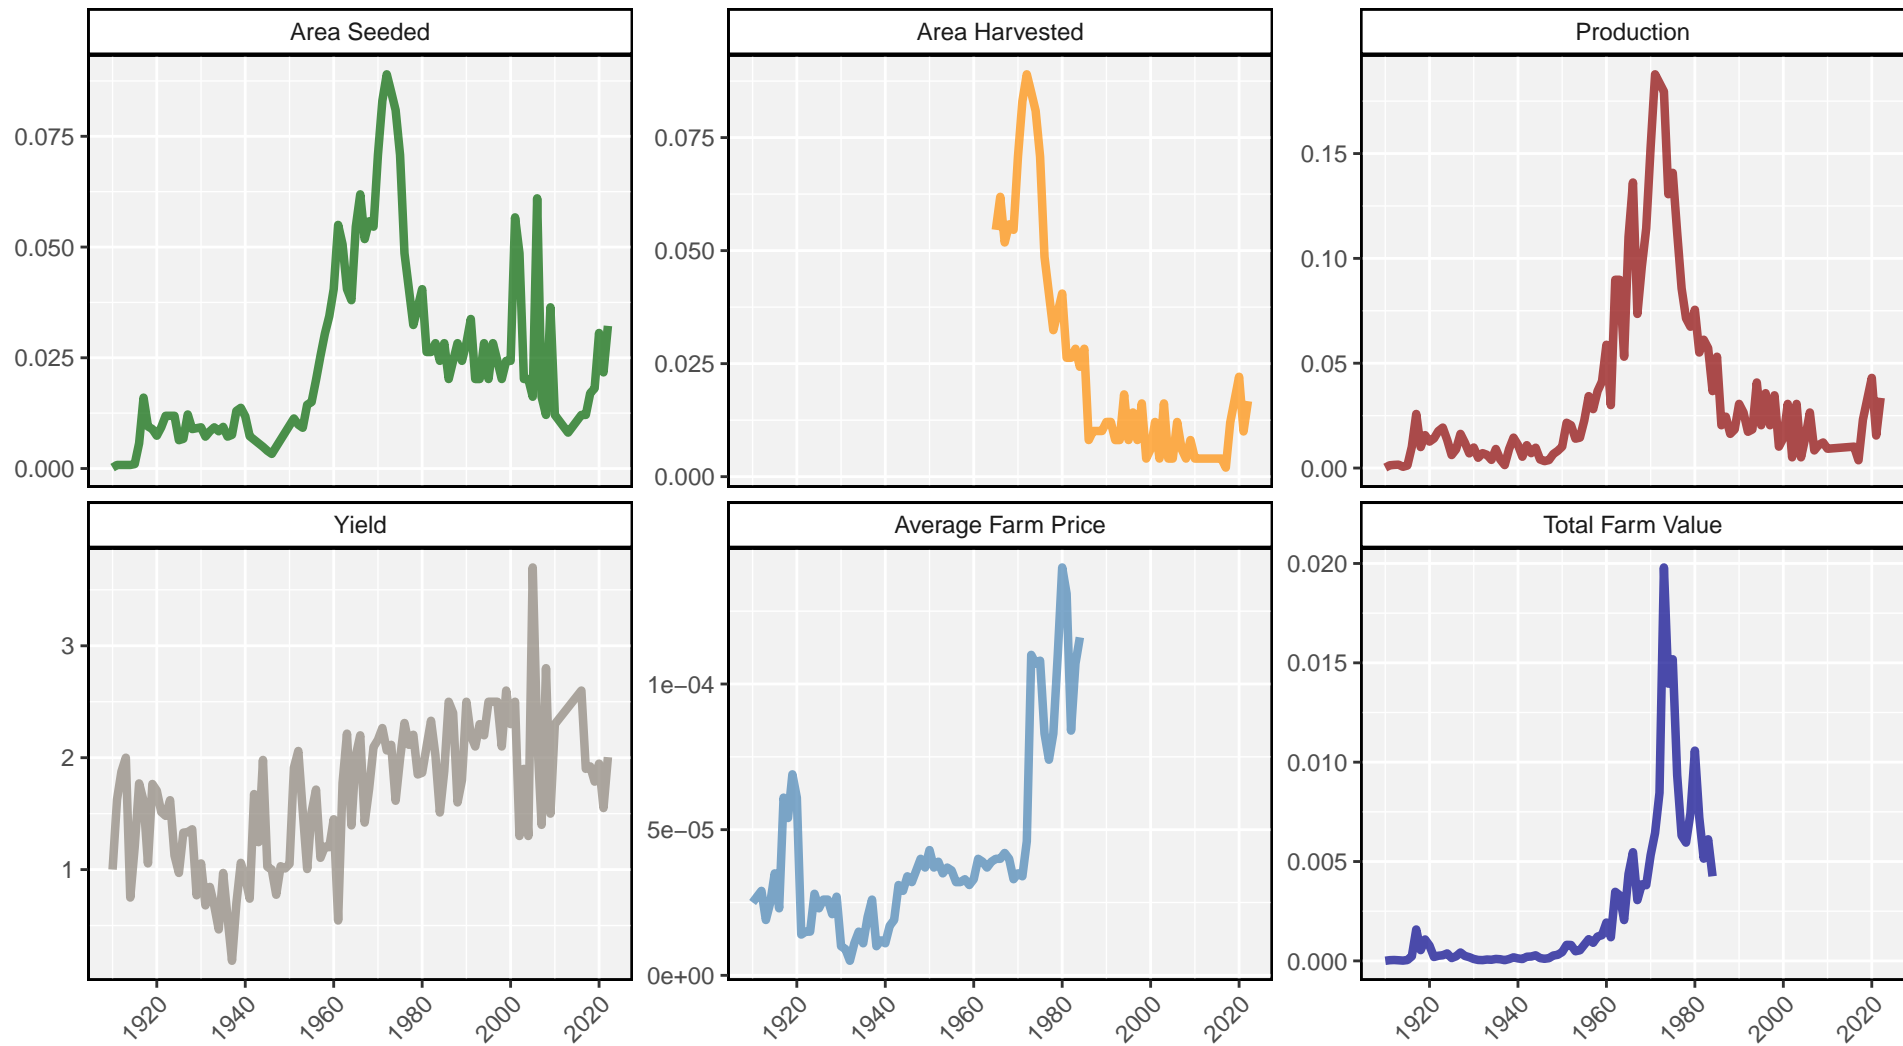 Area Seeded
Area Harvested
Production
0.075
0.050
0.025
0.000
0.075
0.050
0.025
0.000
0.15
0.10
0.05
0.00
Yield
Average Farm Price
Total Farm Value
3
2
1
1e−04
5e−05
0e+00
0.020
0.015
0.010
0.005
0.000
1920 1940 1960 1980 2000 2020
1920 1940 1960 1980 2000 2020
1920 1940 1960 1980 2000 2020